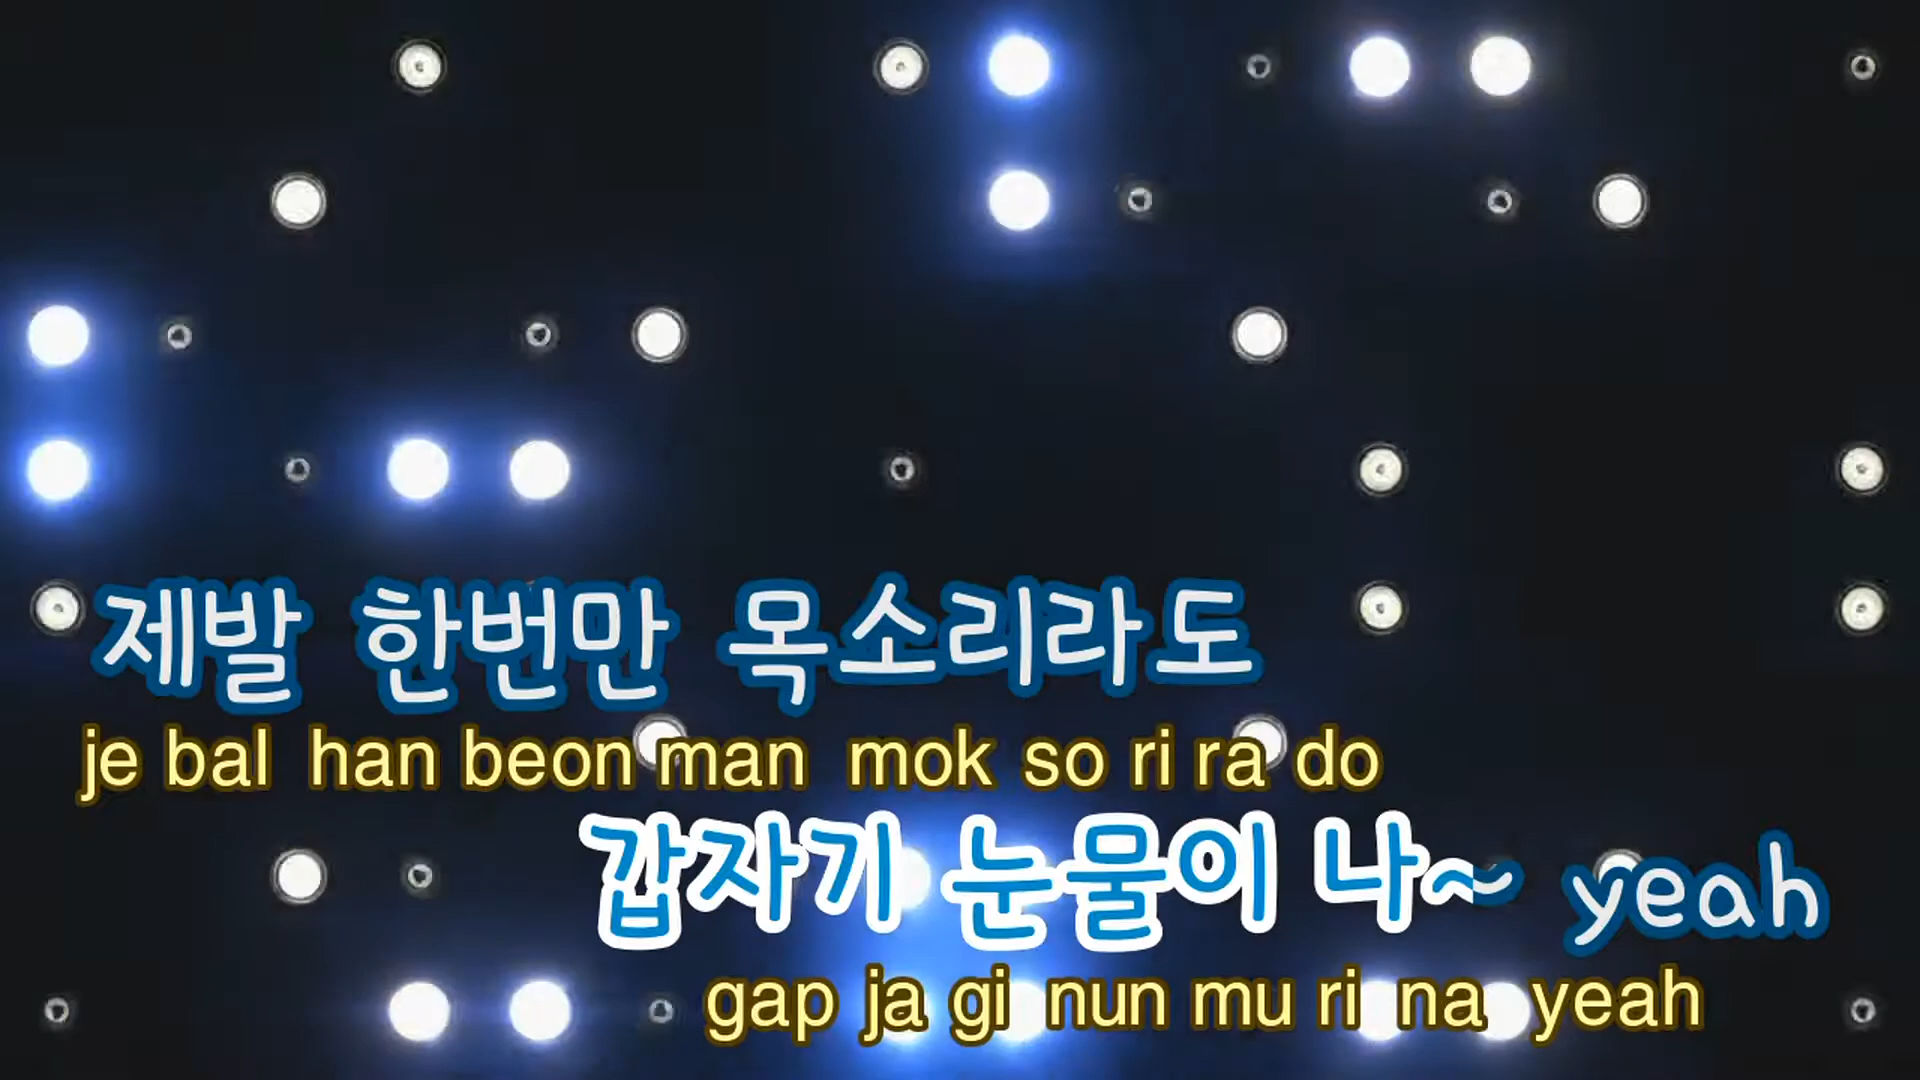 제발 한번만 목소리라도
je bal han beon man mok so ri ra do
갑자기 눈물이 나~ yeah
gap ja gi nun mu ri na yeah